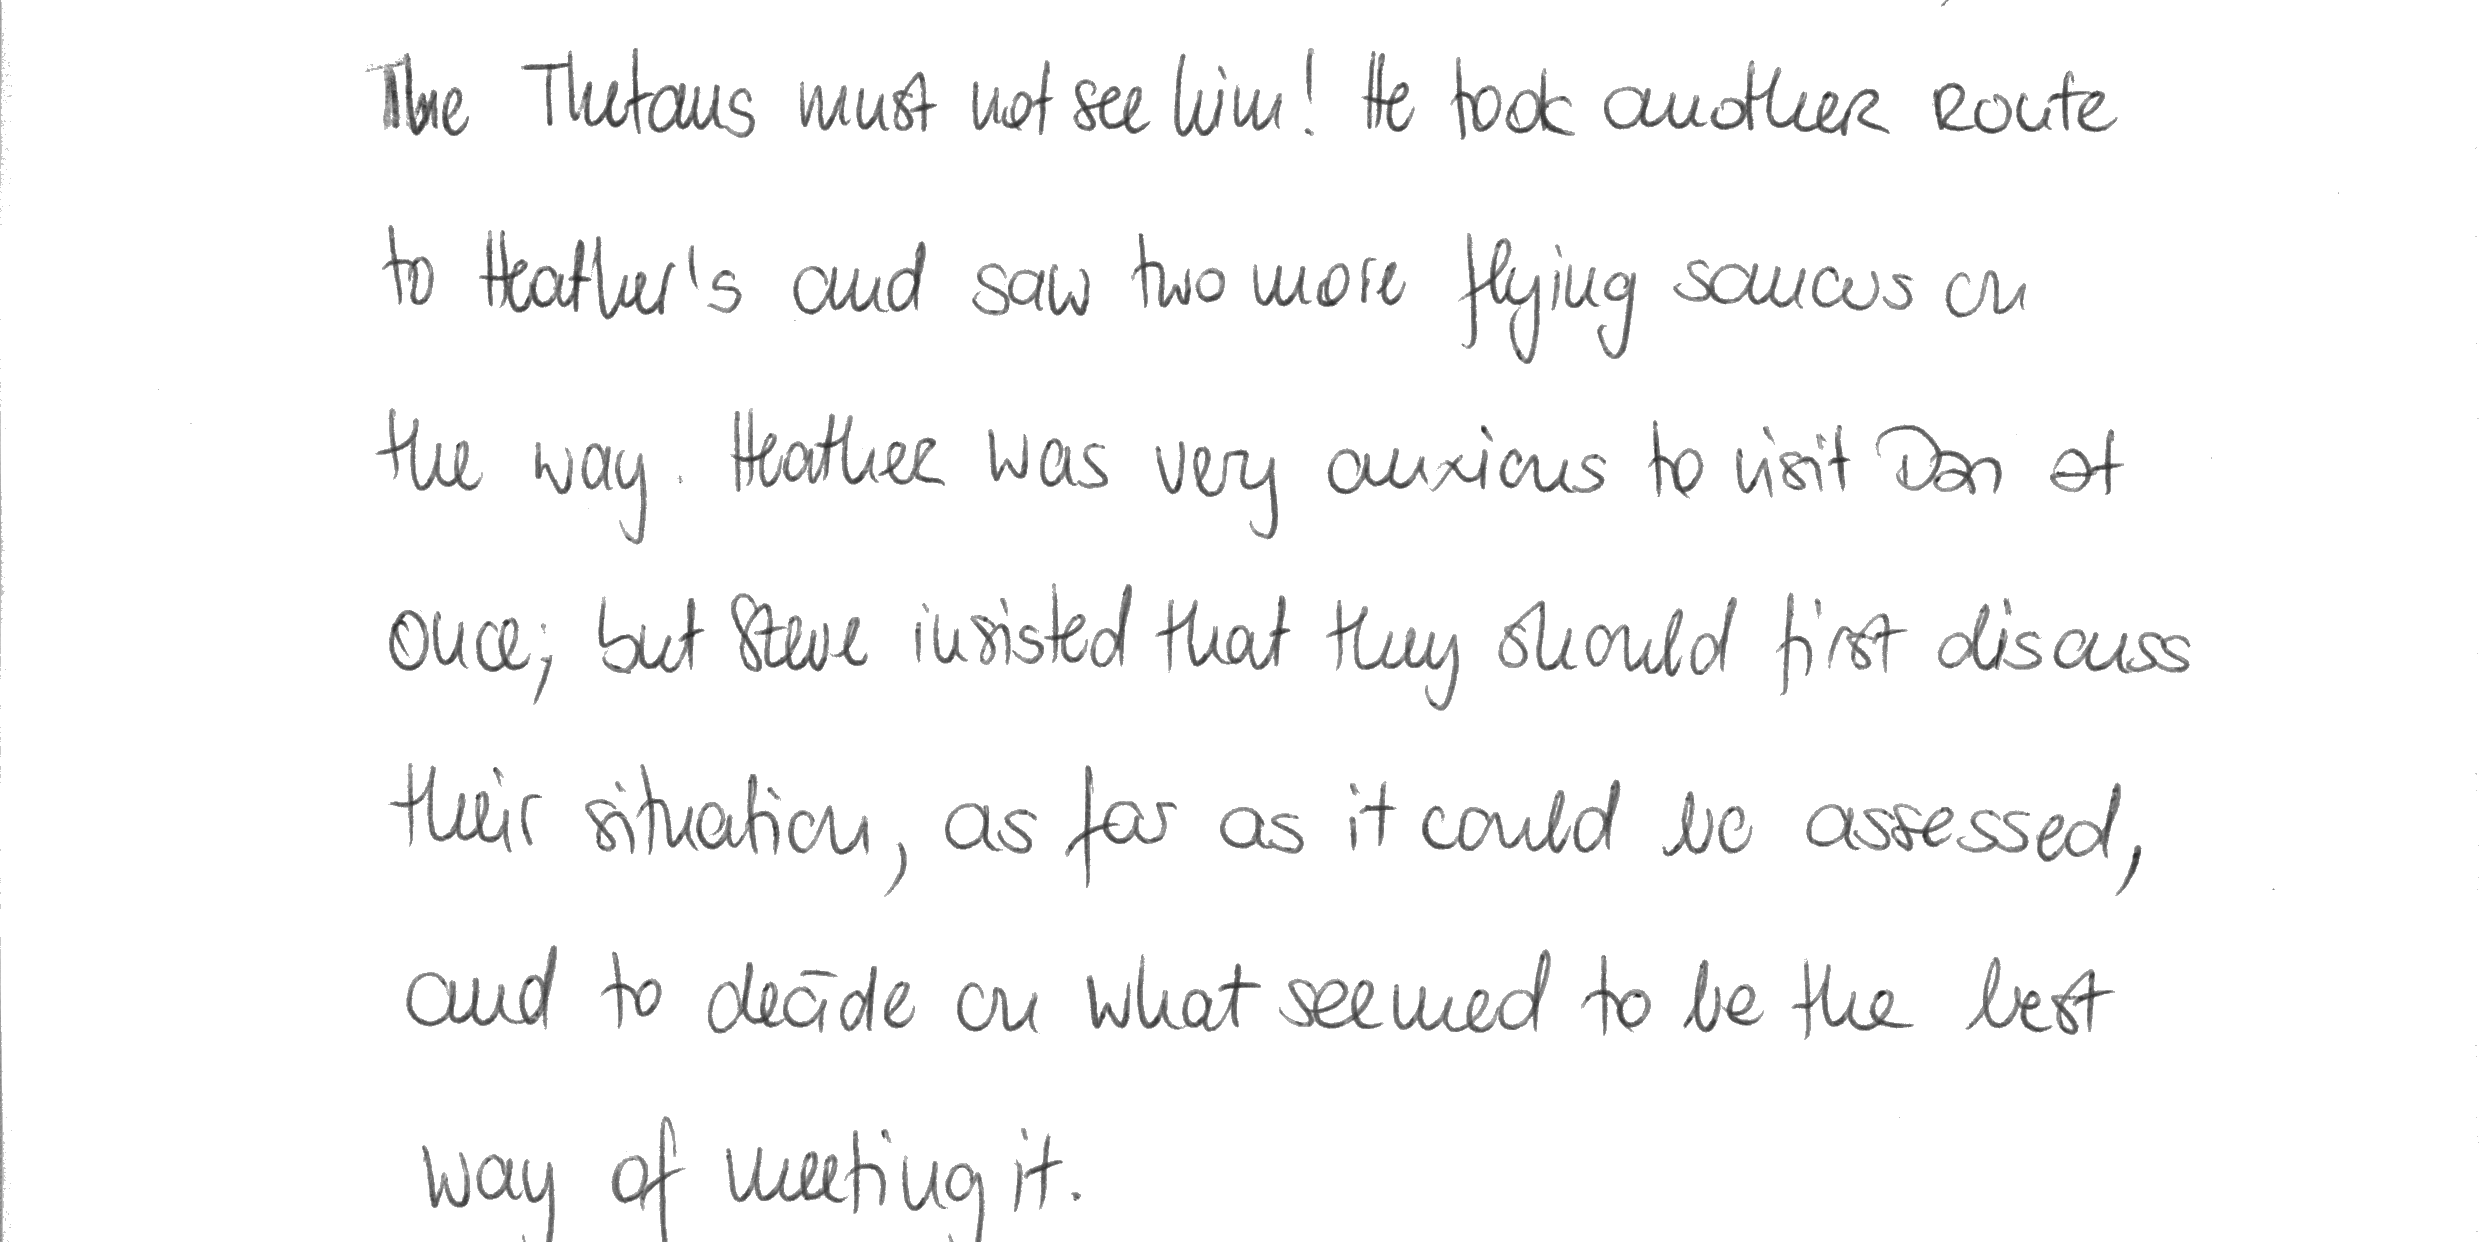 The Thetans must not see him! He took another route
to Heather's and saw two more flying saucers on
the way. Heather was very anxious to visit Dan at
once; but Steve insisted that they should first discuss
their situation, as far as it could be assessed,
and to decide on what seemed to be the best
way of meeting it.